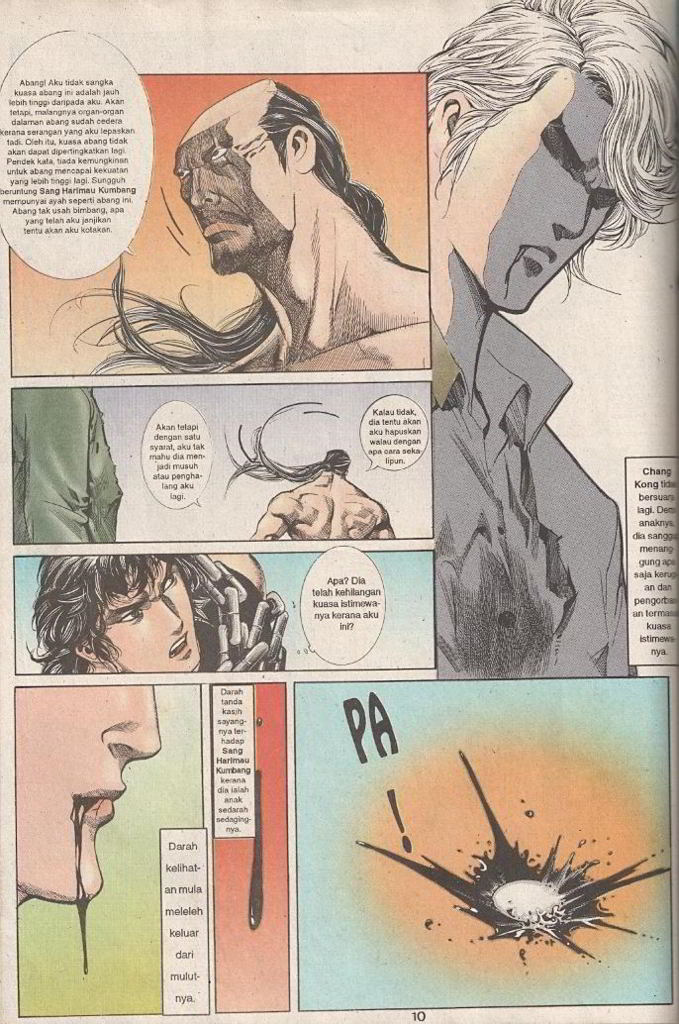 Abang! Aku tidak sangka
kuasa abang ini adalah jauh
lebih tinggi daripada aku. Akan
tetapi, malangnya organ-organ
dalaman abang sudah cedera
kerana serangan yang aku lepaskan
tadi. Oleh itu, kuasa abang tidak
akan dapat dipertingkatkan lagi.
Pendek kata, tiada kemungkinan
untuk abang mencapai kekuatan
yang lebih tinggi lagi. Sungguh
beruntung Sang Harimau Kumbang
mempunyai ayah seperti abang ini.
Abang tak usah bimbang, apa
yang telah aku janjikan
tentu akan aku kotakan.
Akan tetapi
dengan satu
syarat, aku tak
mahu dia men-
jadi musuh
atau pengha-
lang aku
lagi.
Kalau tidak,
dia tentu akan
aku hapuskan
walau dengan
apa cara seka-
lipun.
Chang
Kong
bersuara
lagi.
anaknya,
dia
menang-
gung apa
saja
an dan
kuasa
nya.
Apa? Dia
telah kehilangan
kuasa istimewa-
nya kerana aku
ini?
Darah
kelihat-
an mula
meleleh
keluar
dari
mulut-
nya.
Darah
tanda
kasih
sayang-
nya ter-
hadap
Sang
Harimau
Kumbang
kerana
dia ialah
anak
sedarah
sedaging-
nya.
PA
!
10